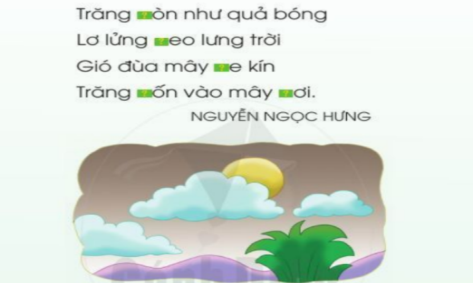 Trăng òn như quả bóng
Lơ lửng eo lưng trời
Gió đùa mây e kín
Trăng ốn vào mây ơi.
NGUYỄN NGỌC HƯNG